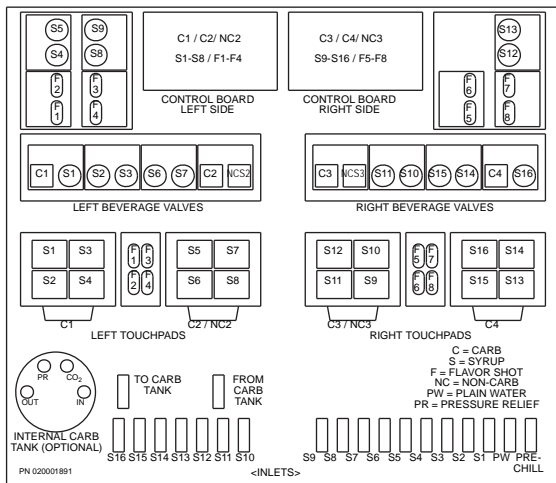 S5 S9
S4 S8
F2 F3
F1 F4
C1 / C2/ NC2
S1-S8 / F1-F4
CONTROL BOARD
LEFT SIDE
C3 / C4/ NC3
S9-S16 / F5-F8
CONTROL BOARD
RIGHT SIDE
S13
S12
F6 F7
F5 F8
C1 S1 S2 S3 S6 S7 C2 NCS2
LEFT BEVERAGE VALVES
C3 NCS3 S11 S10 S15 S14 C4 S16
RIGHT BEVERAGE VALVES
S1 S3
S2 S4
C1
F1 F3
F2 F4
S5 S7
S6 S8
C2 / NC2
LEFT TOUCHPADS
S12 S10
S11 S9
C3 / NC3
F5 F7
F6 F8
S16 S14
S15 S13
C4
RIGHT TOUCHPADS
C = CARB
S = SYRUP
F = FLAVOR SHOT
NC = NON-CARB
PW = PLAIN WATER
PR = PRESSURE RELIEF
PR CO2
OUT IN
INTERNAL CARB
TANK (OPTIONAL)
TO CARB
TANK
FROM
CARB
TANK
S16 S15 S14 S13 S12 S11 S10
S9 S8 S7 S6 S5 S4 S3 S2 S1 PW PRE-
CHILL
<INLETS>
PN 020001891